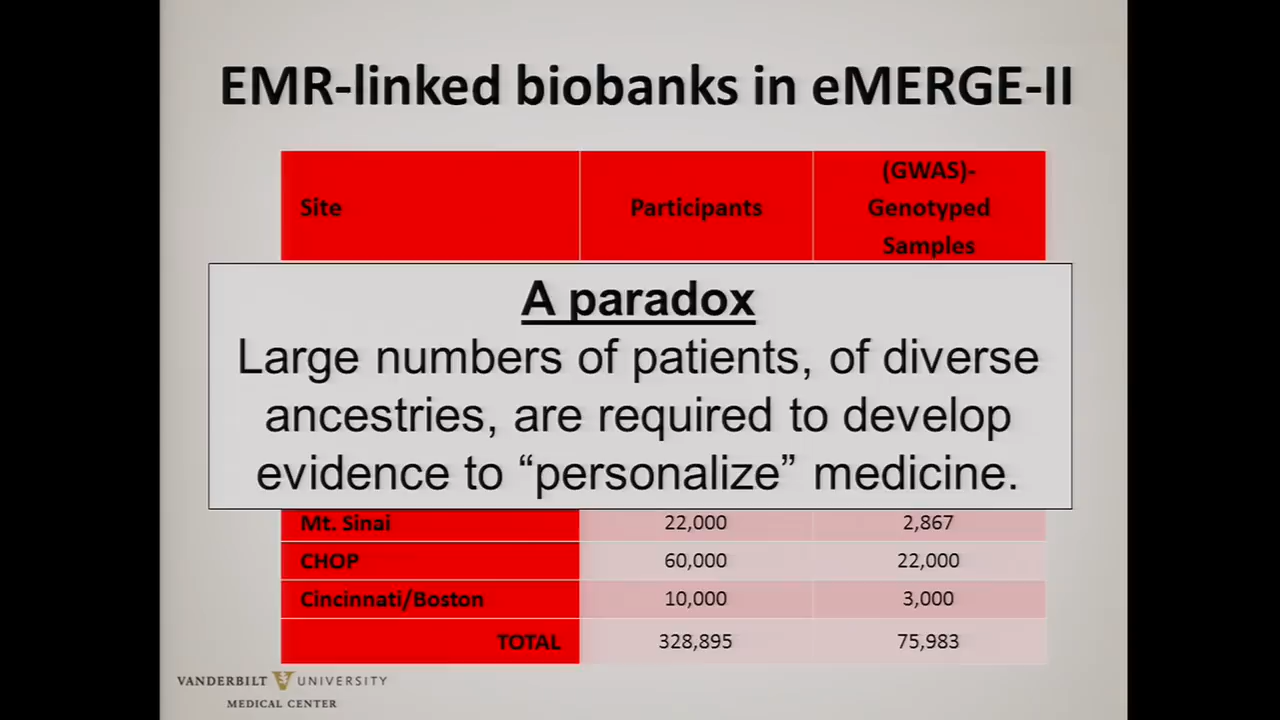 EMR-linked biobanks in eMERGE-II
Site Participants (GWAS)-
Genotyped
Samples
A paradox
Large numbers of patients, of diverse
ancestries, are required to develop
evidence to “personalize” medicine.
Mt. Sinai 22,000 2,867
CHOP 60,000 22,000
Cincinnati/Boston 10,000 3,000
TOTAL 328,895 75,983
VANDERBILT UNIVERSITY
MEDICAL CENTER